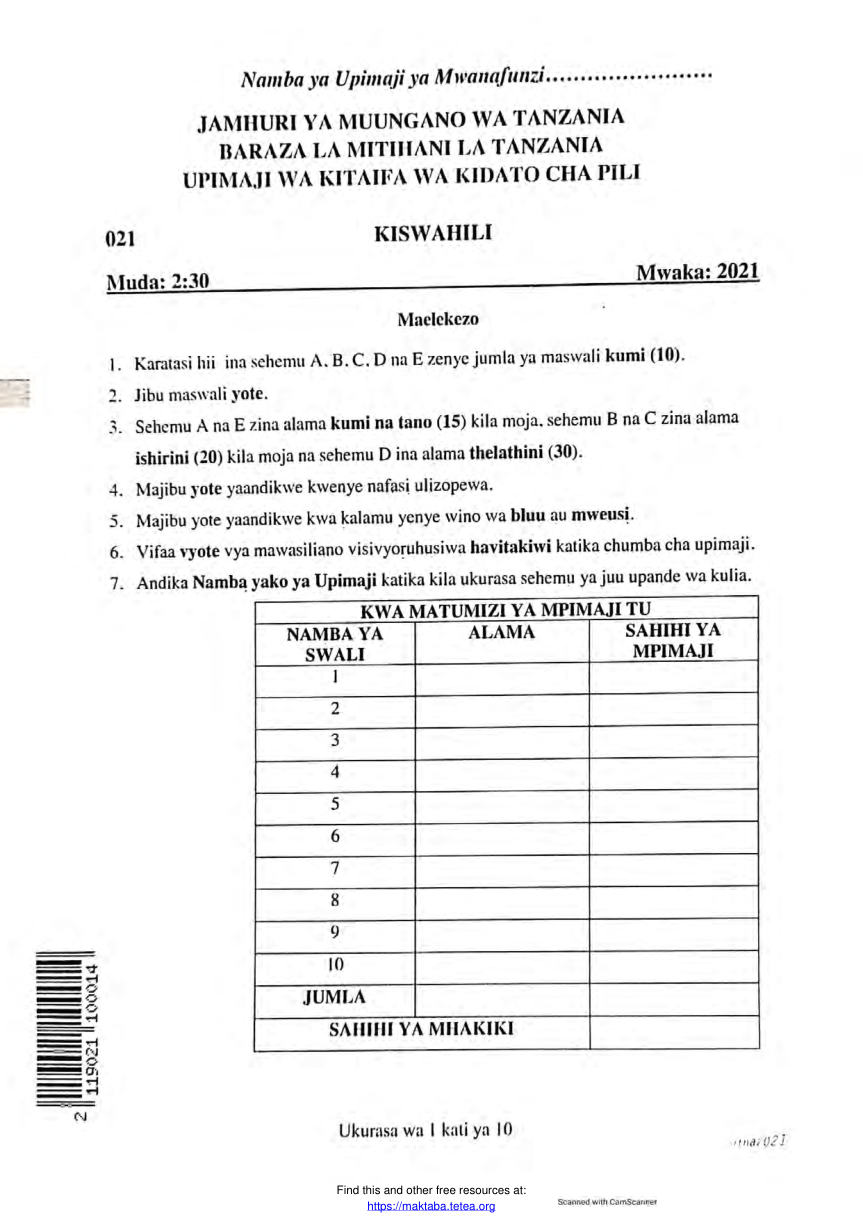 Namba ya Upimaji ya Mwanafunzi........................
JAMHURI YA MUUNGANO WA TANZANIA
BARAZA LA MITIHANI LA TANZANIA
UPIMAJI WA KITAIFA WA KIDATO CHA PILI
021 KISWAHILI
Muda: 2:30 Mwaka: 2021
Maelekezo
1. Karatasi hii ina sehemu A, B, C, D na E zenye jumla ya maswali kumi (10).
2. Jibu maswali yote.
3. Sehemu A na E zina alama kumi na tano (15) kila moja, sehemu B na C zina alama
ishirini (20) kila moja na sehemu D ina alama thelathini (30).
4. Majibu yote yaandikwe kwenye nafasi ulizopewa.
5. Majibu yote yaandikwe kwa kalamu yenye wino wa bluu au mweusi.
6. Vifaa vyote vya mawasiliano visivyoruhusiwa havitakiwi katika chumba cha upimaji.
7. Andika Namba yako ya Upimaji katika kila ukurasa sehemu ya juu upande wa kulia.
KWA MATUMIZI YA MPIMAJI TU
NAMBA YA SWALI ALAMA SAHIHI YA MPIMAJI
1
2
3
4
5
6
7
8
9
10
JUMLA
SAHIHI YA MHAKIKI
2 119021 100014
Ukurasa wa 1 kati ya 10
021
Find this and other free resources at:
https://maktaba.tetea.org
Scanned with CamScanner